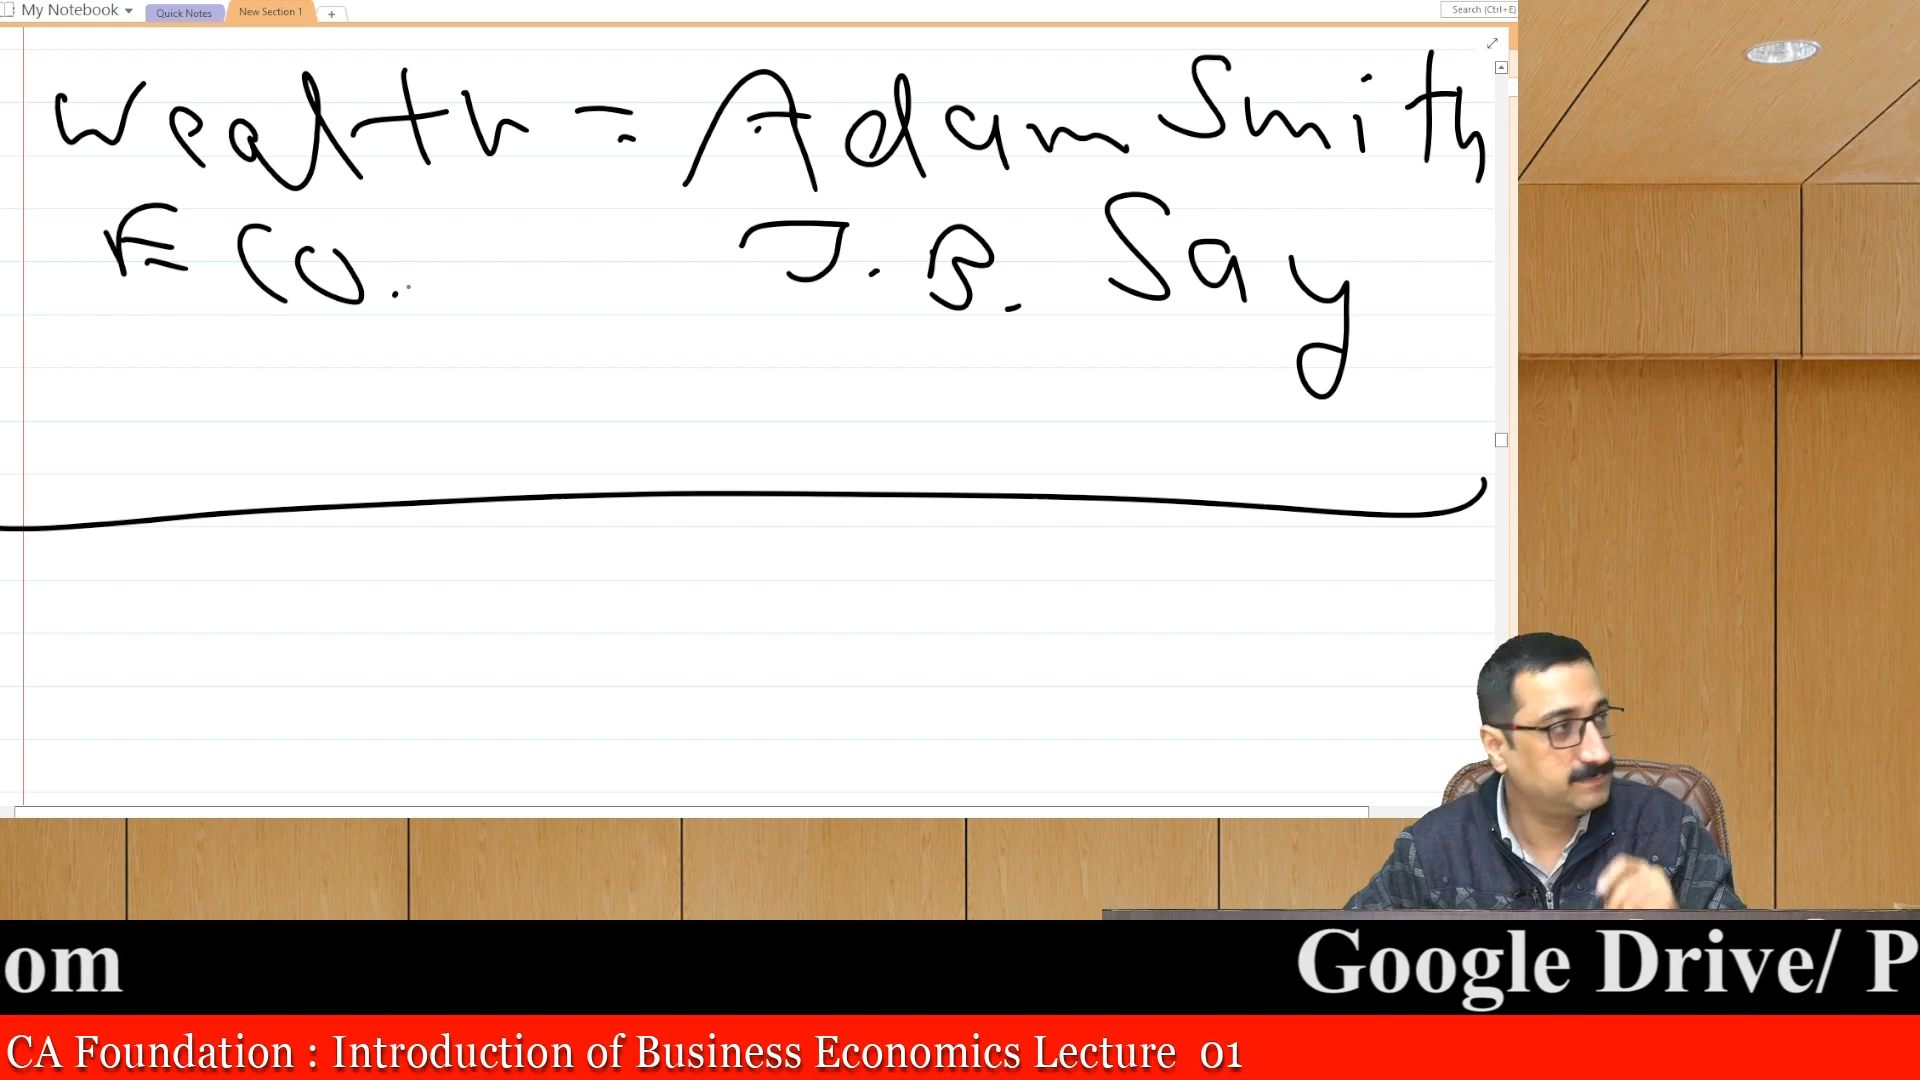 My Notebook
Quick Notes
New Section 1
+
Search (Ctrl+E)
Wealth = Adam Smith
Eco. J. B. Say
om Google Drive/ P
CA Foundation : Introduction of Business Economics Lecture 01